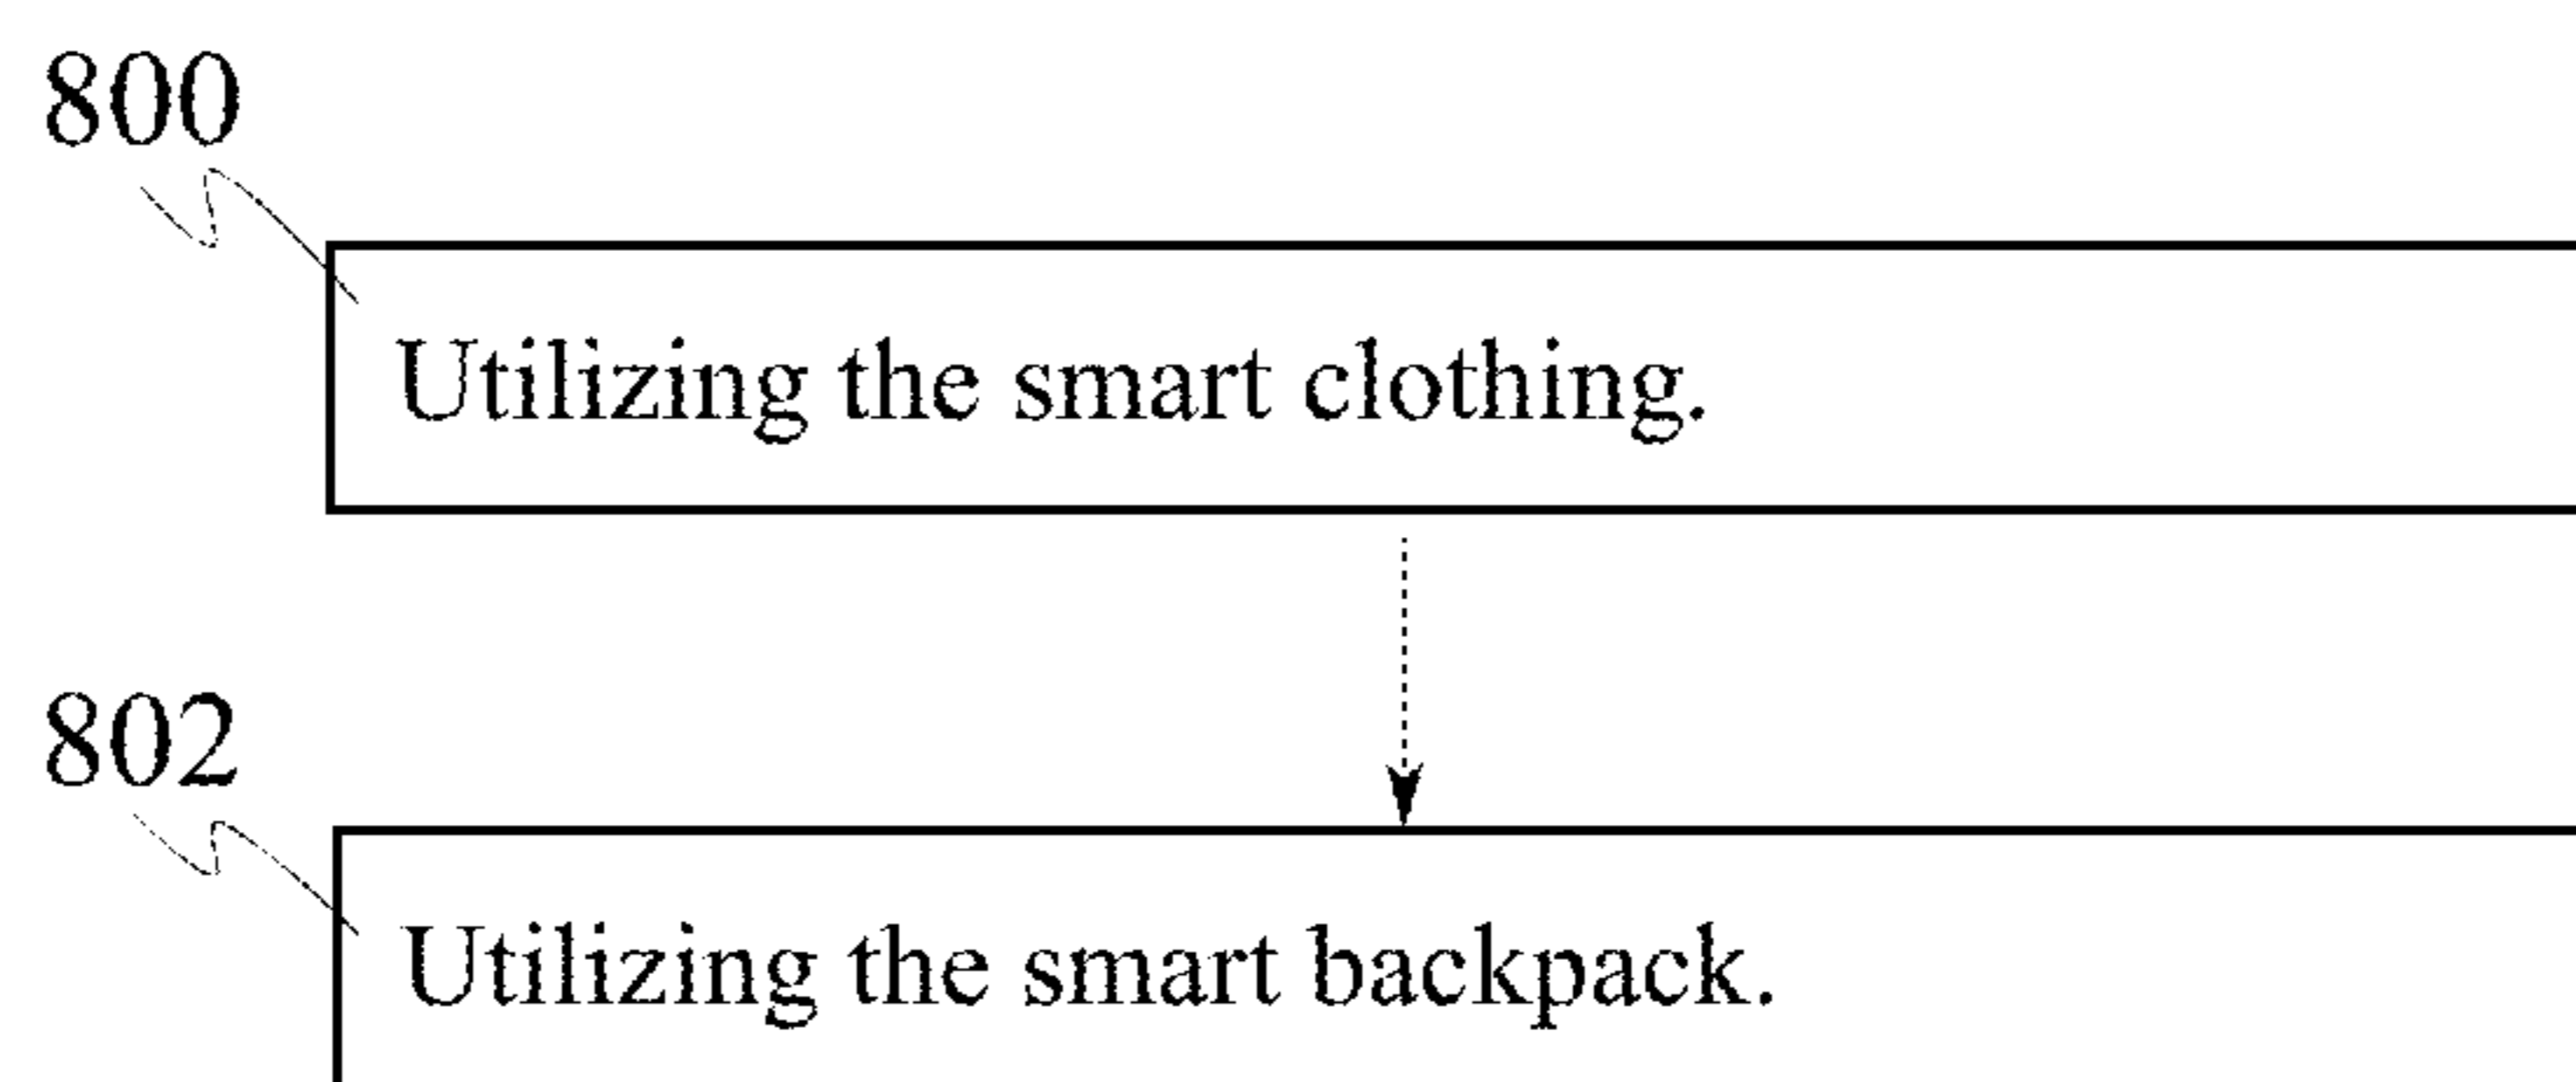 800
Utilizing the smart clothing.
802
Utilizing the smart backpack.